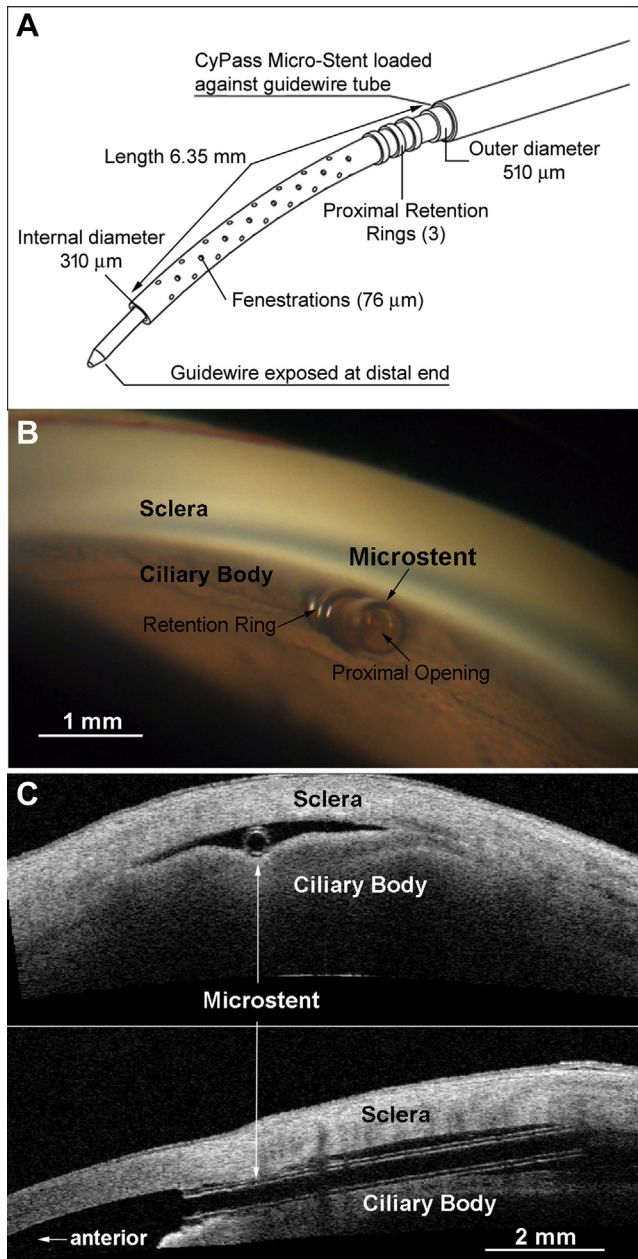 A
CyPass Micro-Stent loaded
against guidewire tube
Length 6.35 mm
Outer diameter
510 μm
Proximal Retention
Rings (3)
Internal diameter
310 μm
Fenestrations (76 μm)
Guidewire exposed at distal end
B
Sclera
Microstent
Ciliary Body
Retention Ring
Proximal Opening
1 mm
C
Sclera
Ciliary Body
Microstent
Sclera
Ciliary Body
anterior
2 mm